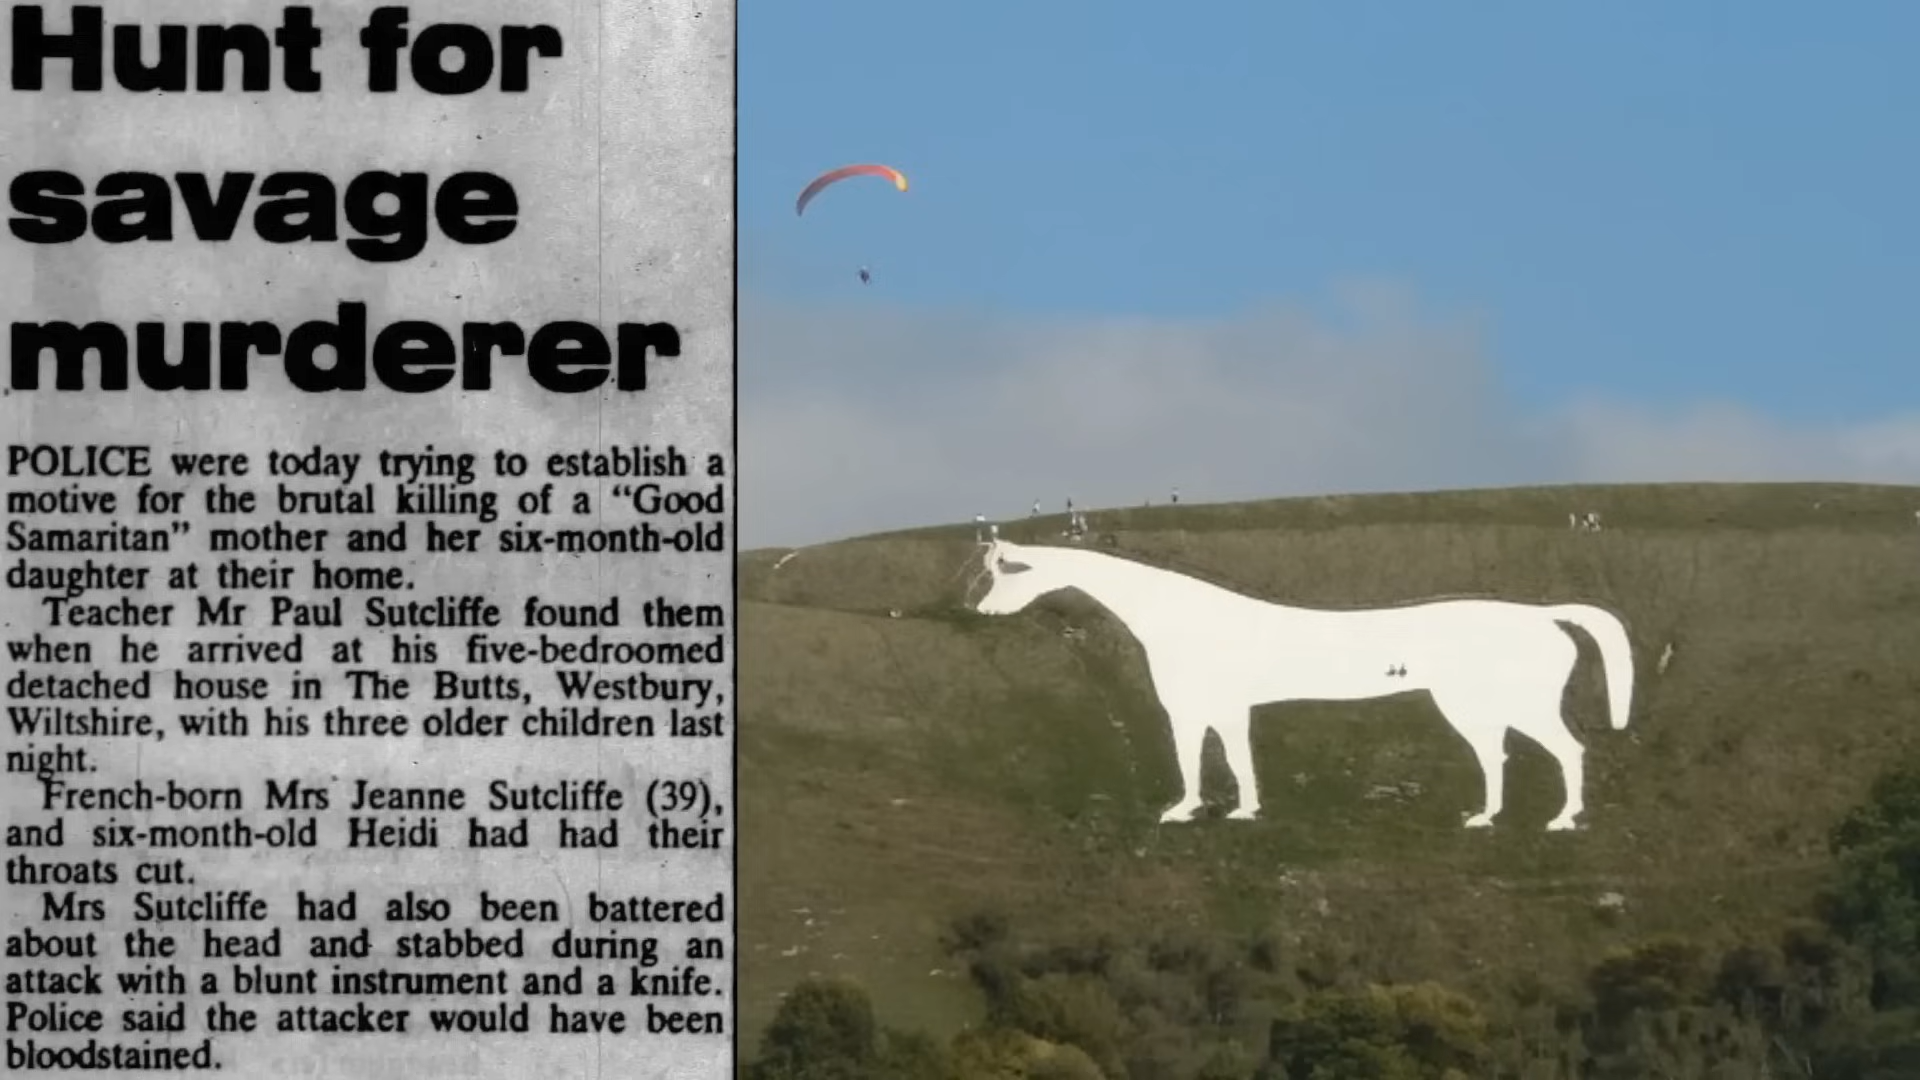 Hunt for
savage
murderer
POLICE were today trying to establish a
motive for the brutal killing of a “Good
Samaritan” mother and her six-month-old
daughter at their home.
Teacher Mr Paul Sutcliffe found them
when he arrived at his five-bedroomed
detached house in The Butts, Westbury,
Wiltshire, with his three older children last
night.
French-born Mrs Jeanne Sutcliffe (39),
and six-month-old Heidi had had their
throats cut.
Mrs Sutcliffe had also been battered
about the head and stabbed during an
attack with a blunt instrument and a knife.
Police said the attacker would have been
bloodstained.